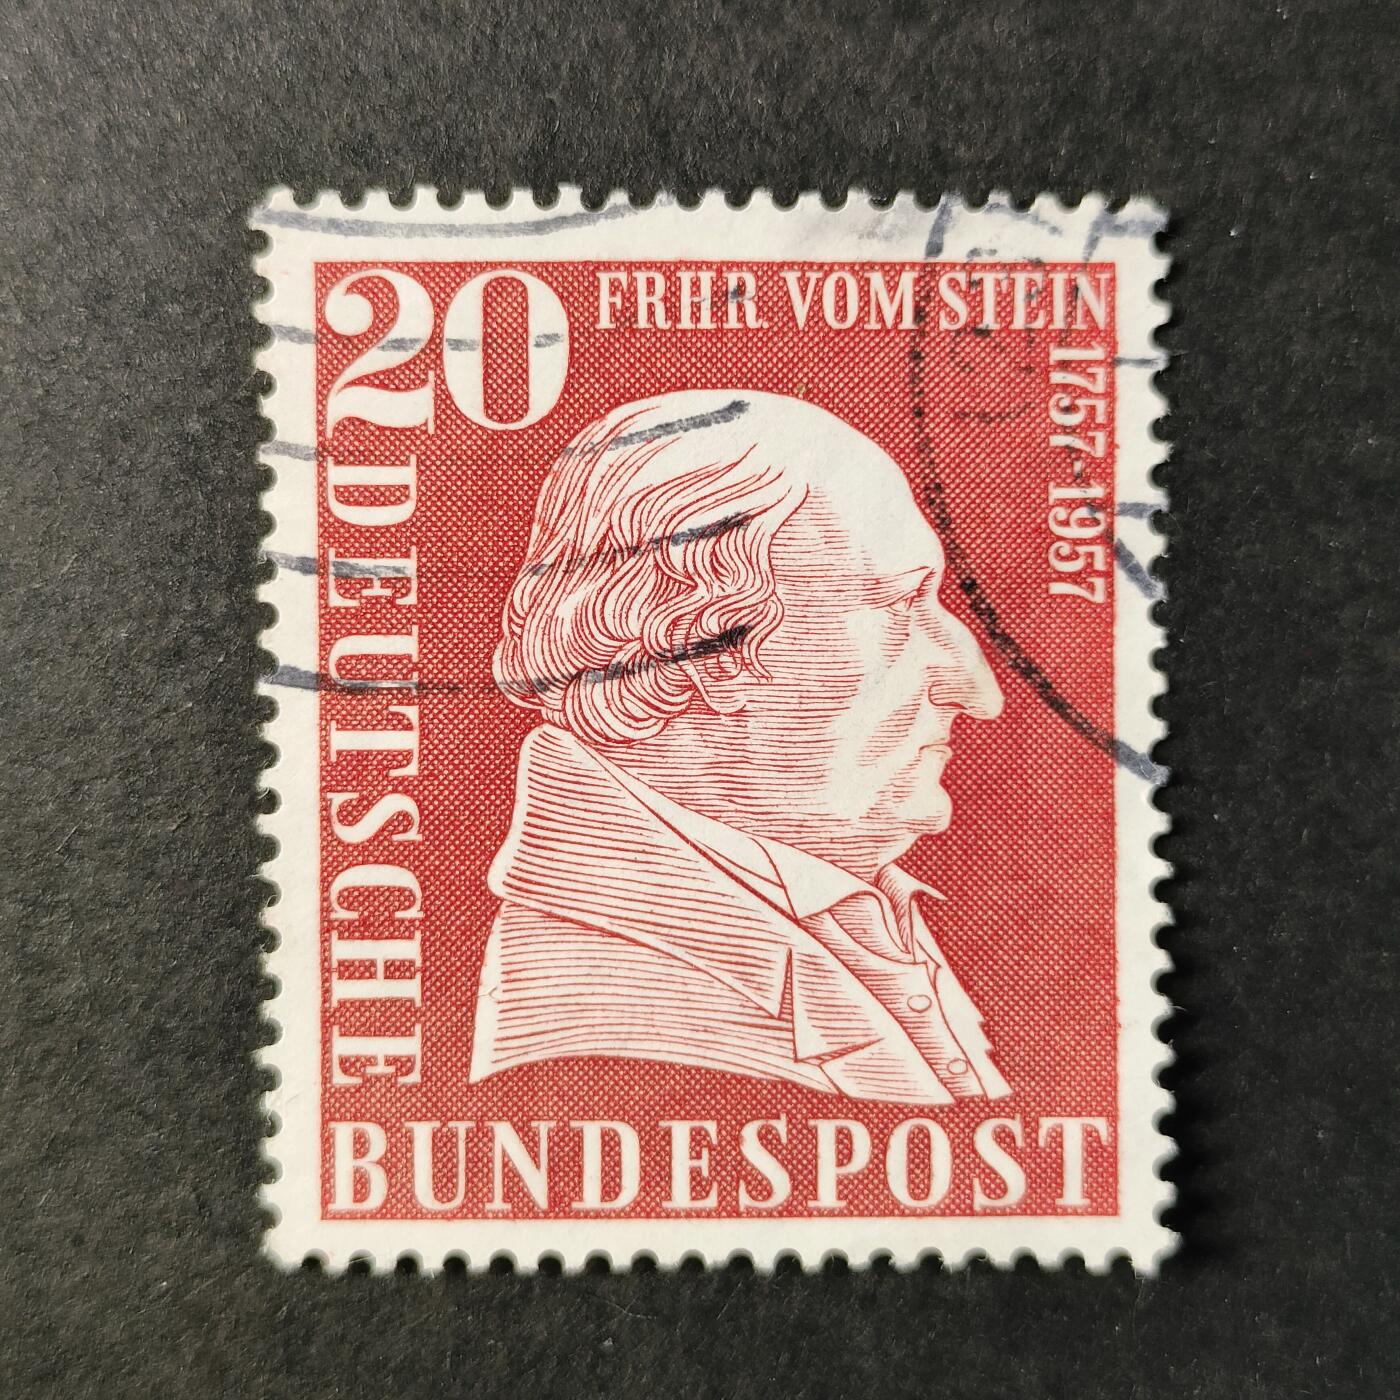 20
FRHR. VOM STEIN
1757-1957
DEUTSCHE
BUNDESPOST